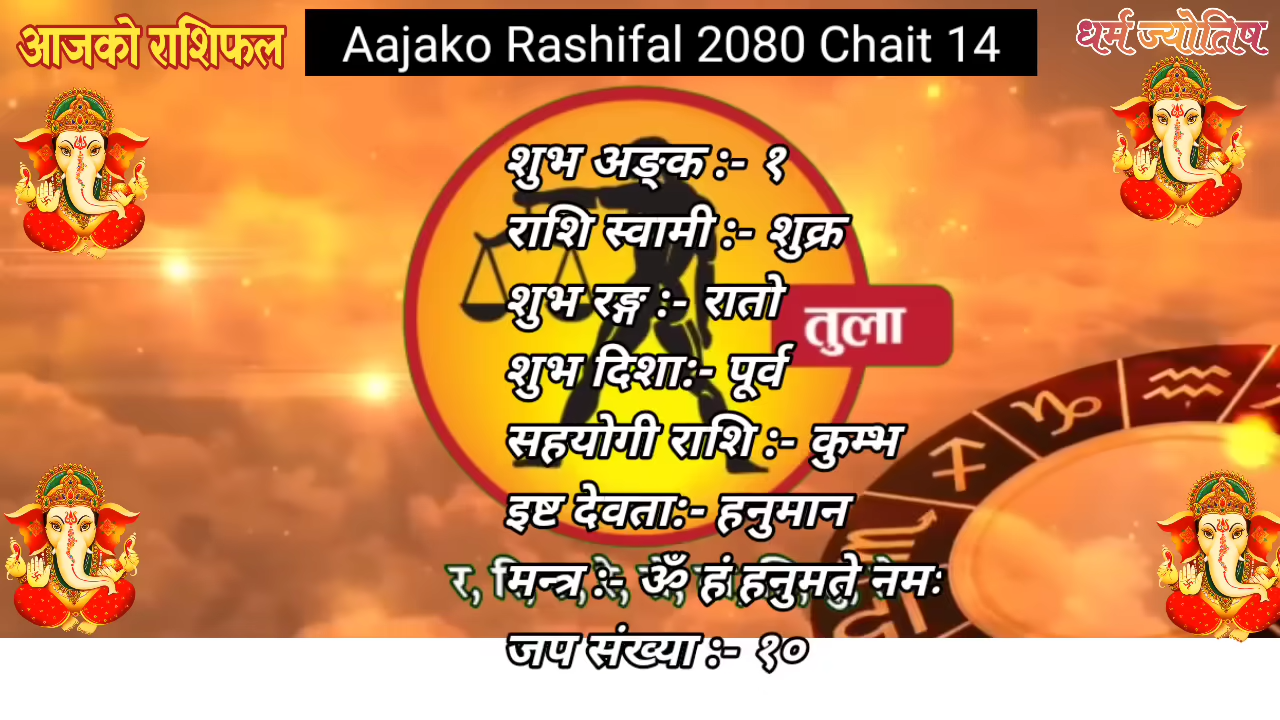 आजको राशिफल
Aajako Rashifal 2080 Chait 14
धर्म ज्योतिष
शुभ अङ्क :- १
राशि स्वामी :- शुक्र
शुभ रङ्ग :- रातो
तुला
शुभ दिशा:- पूर्व
सहयोगी राशि :- कुम्भ
इष्ट देवता:- हनुमान
मन्त्र :- ॐ हं हनुमते नमः
जप संख्या :- १०